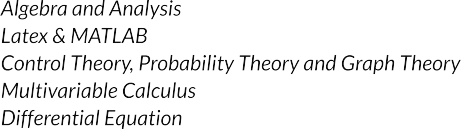 Algebra and Analysis
Latex & MATLAB
Control Theory, Probability Theory and Graph Theory
Multivariable Calculus
Differential Equation